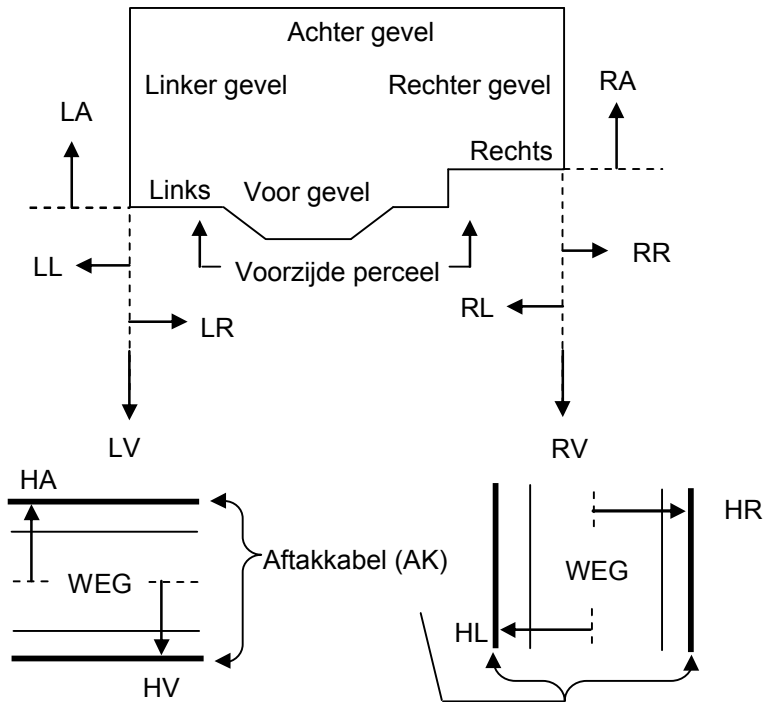 Achter gevel
Linker gevel Rechter gevel
LA RA
Links Voor gevel Rechts
LL Voorzijde perceel RR
LR RL
LV RV
HA
HR
WEG Aftakkabel (AK) WEG
HL
HV